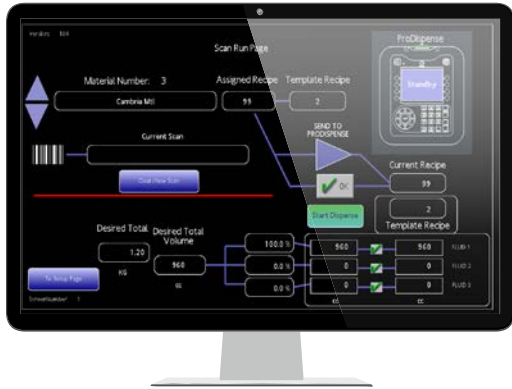 Scan Run Page
ProDispense
Standby
Material Number: 3
Assigned Recipe
Template Recipe
Cambria Mtl
99
2
Current Scan
SEND TO
PRODISPENSE
Clear/New Scan
OK
Current Recipe
99
Start Dispense
2
Template Recipe
Desired Total
Desired Total
Volume
1.20
KG
960
cc
100.0 %
960
960
FLUID 1
0.0 %
0
0
FLUID 2
0.0 %
0
0
FLUID 3
cc
cc
To Setup Page